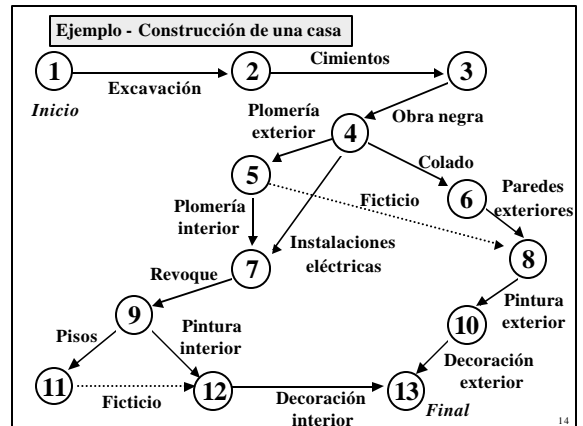 Ejemplo - Construcción de una casa
1
2
3
Cimientos
Excavación
Inicio
Plomería
exterior
4
Obra negra
Colado
5
6
Paredes
exteriores
Ficticio
Plomería
interior
Instalaciones
eléctricas
7
8
Revoque
9
Pintura
exterior
Pisos
Pintura
interior
10
Decoración
exterior
11
12
13
Ficticio
Decoración
interior
Final
14